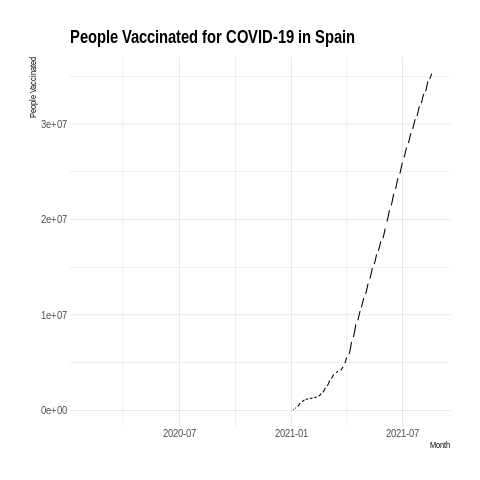 People Vaccinated for COVID-19 in Spain
People Vaccinated
3e+07
2e+07
1e+07
0e+00
2020-07 2021-01 2021-07
Month